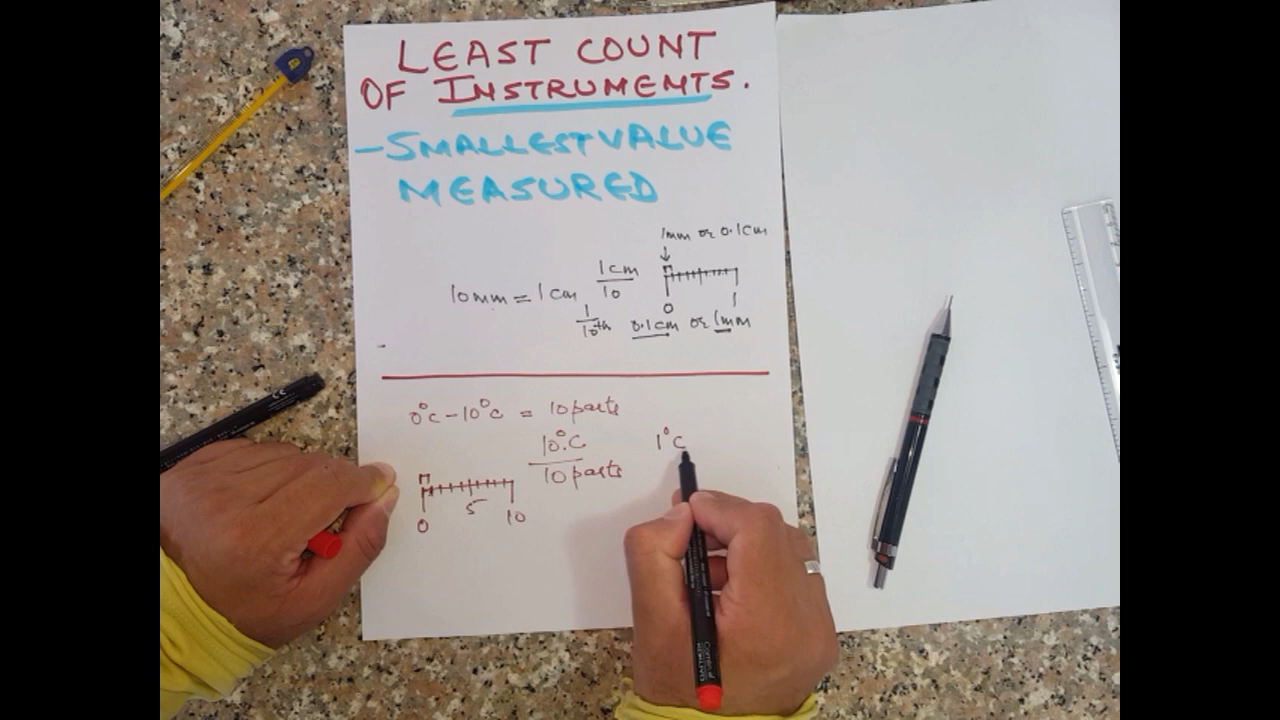 LEAST COUNT
OF INSTRUMENTS.
- SMALLEST VALUE
MEASURED
1mm or 0.1cm
10mm = 1cm
1cm
10
0 1
1
10th 0.1cm or 1mm
0°C - 10°C = 10 parts
10°C
10 parts
1°C
0 5 10